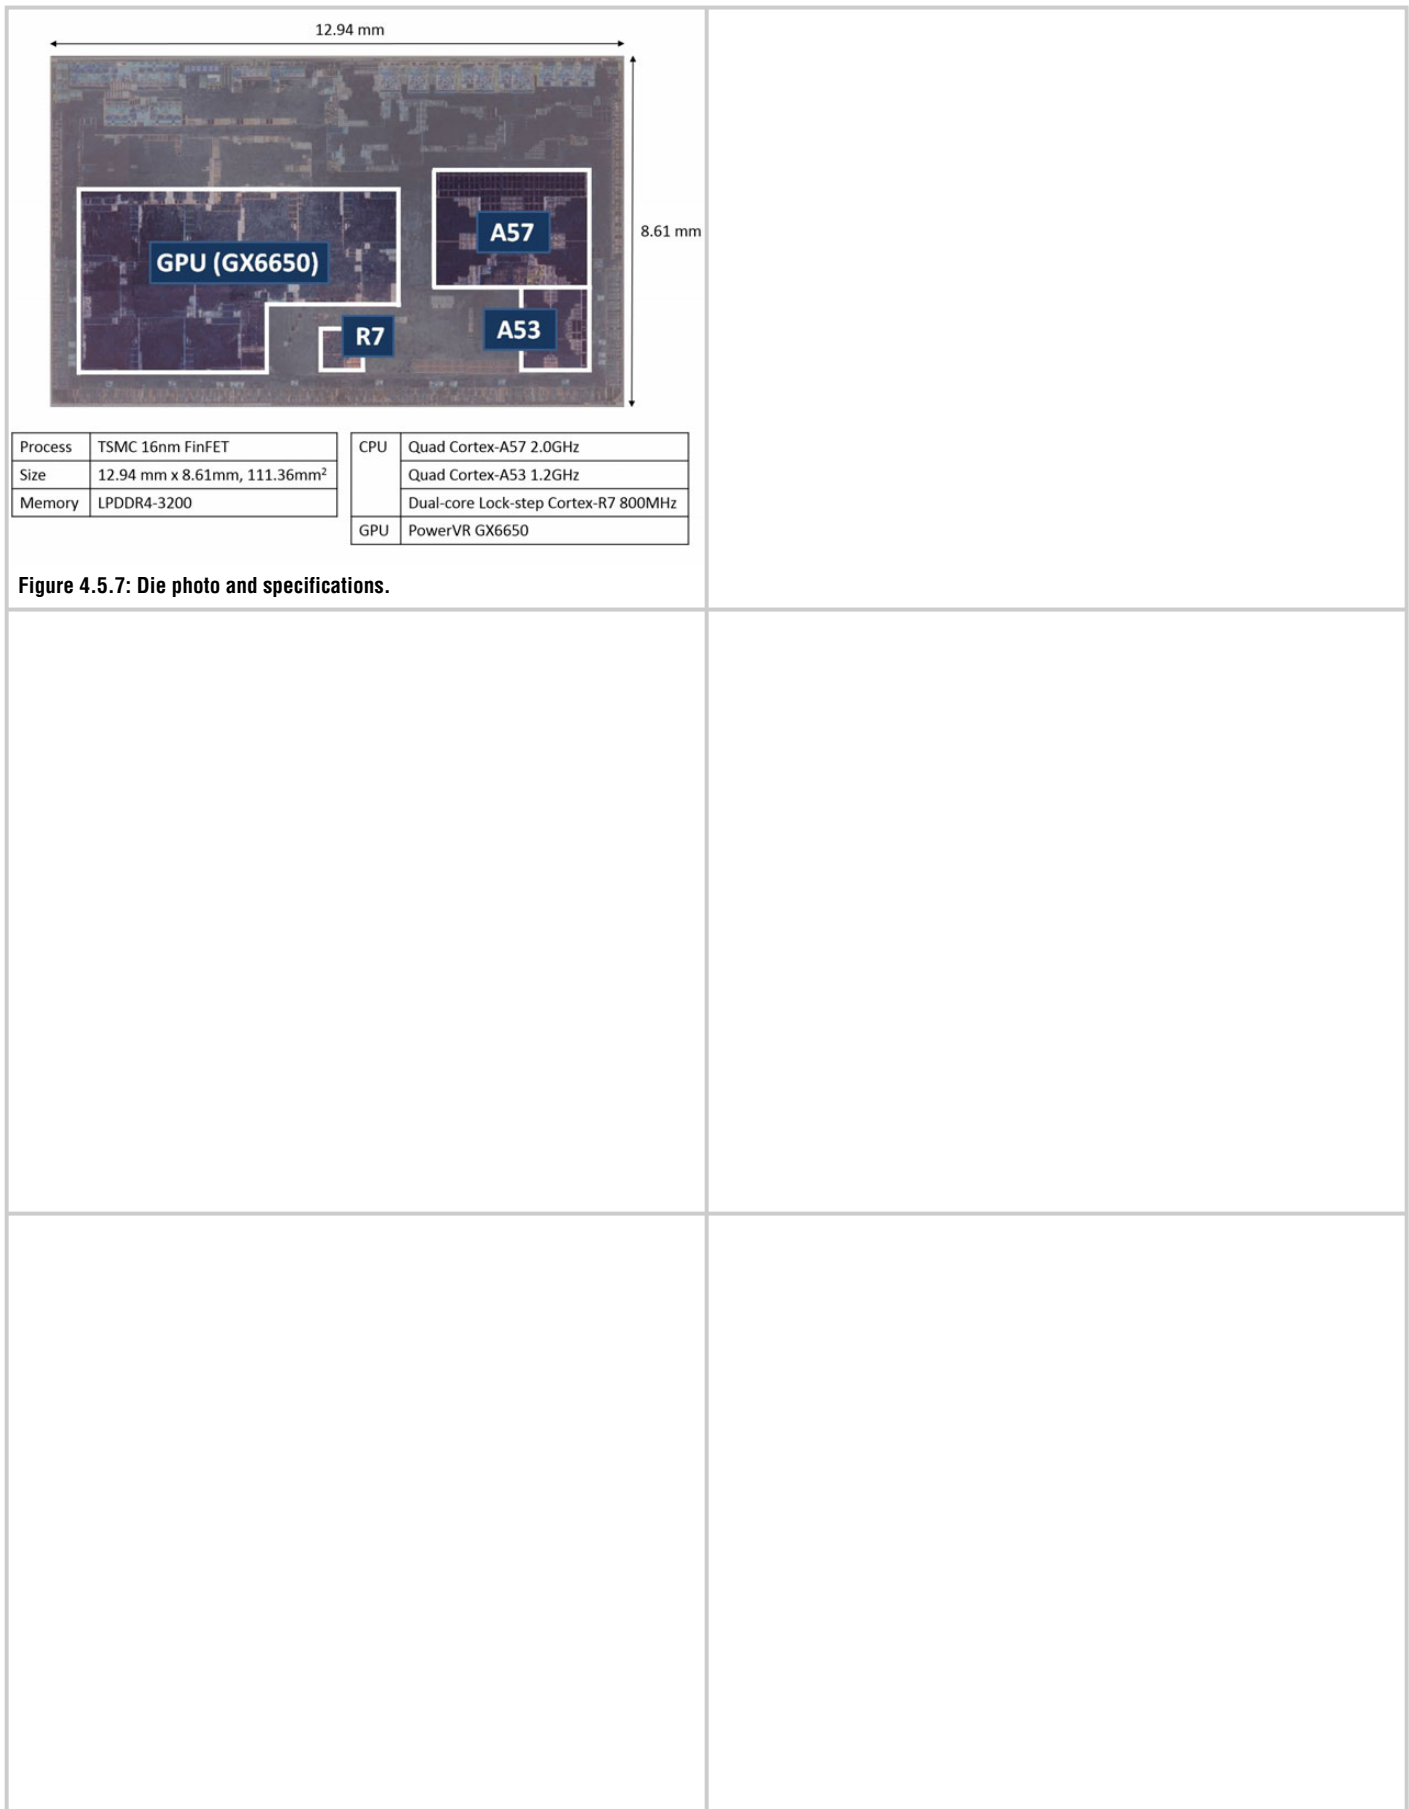 12.94 mm
8.61 mm
A57
GPU (GX6650)
R7
A53
Process TSMC 16nm FinFET
Size 12.94 mm x 8.61mm, 111.36mm²
Memory LPDDR4-3200
CPU Quad Cortex-A57 2.0GHz
Quad Cortex-A53 1.2GHz
Dual-core Lock-step Cortex-R7 800MHz
GPU PowerVR GX6650
Figure 4.5.7: Die photo and specifications.